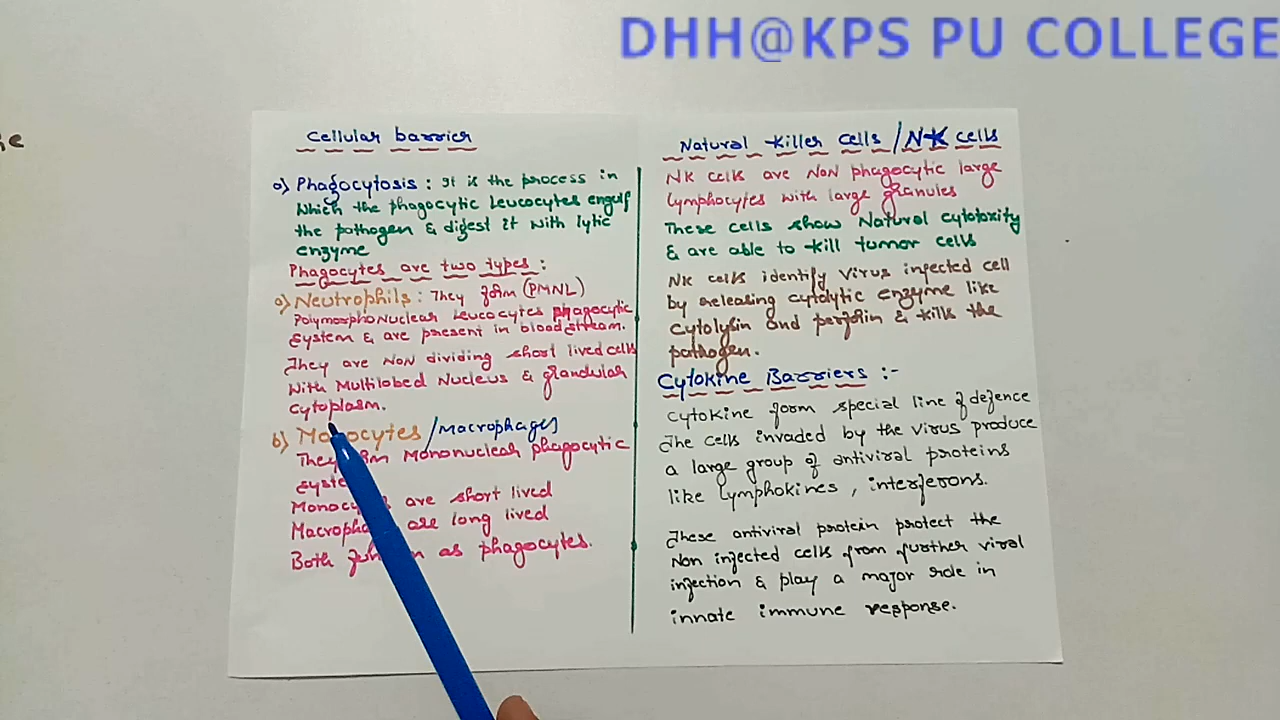 DHH@KPS PU COLLEGE
Cellular barrier
a) Phagocytosis : It is the process in
Which the phagocytic Leucocytes engulf
the pathogen & digest it with lytic
enzyme
Phagocytes are two types :
a) Neutrophils : They form (PMNL)
Polymorphonuclear Leucocytes phagocytic
System & are present in blood stream.
They are NON dividing short lived cells
With Multilobed Nucleus & grandular
cytoplasm.
b) Monocytes /Macrophages
They Mononuclear phagocytic
Monocytes are short lived
Macrophages are long lived
Both as phagocytes.
Natural Killer cells / NK cells
NK cells are NON phagocytic large
lymphocytes with large granules
These cells show Natural cytotoxity
& are able to kill tumor cells
NK cells identify Virus infected cell
by releasing cytolytic enzyme like
Cytolysin and perforin & kills the
pathogen.
Cytokine Barriers :-
Cytokine form special line of defence
The cells invaded by the virus produce
a large group of antiviral proteins
like lymphokines , interferons.
These antiviral protein protect the
Non infected cells from further viral
infection & play a major role in
innate immune response.